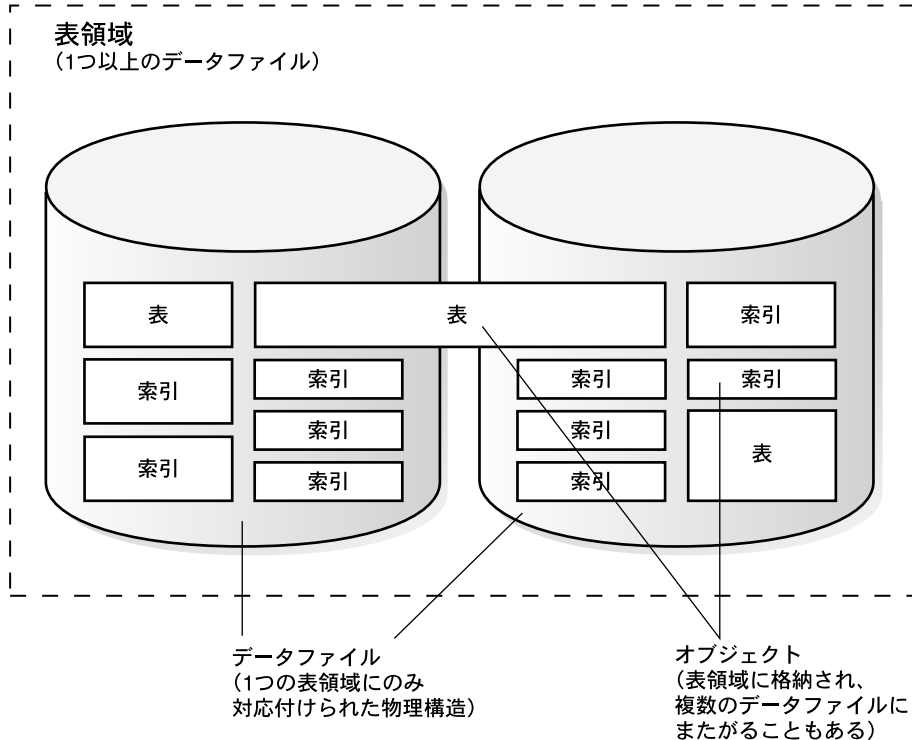 表領域
(1つ以上のデータファイル)
表
表
索引
索引
索引
索引
索引
索引
索引
索引
索引
索引
索引
表
データファイル
(1つの表領域にのみ
対応付けられた物理構造)
オブジェクト
(表領域に格納され、
複数のデータファイルに
またがることもある)